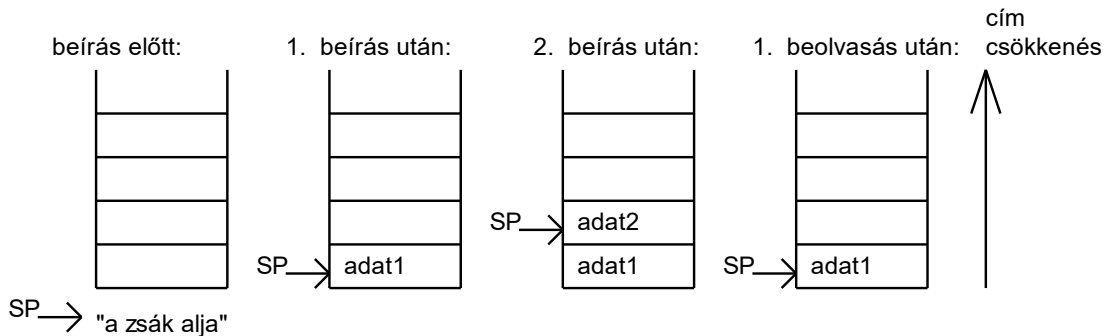 cím
beírás előtt:
1. beírás után:
2. beírás után:
1. beolvasás után:
csökkenés
SP
adat2
SP
adat1
adat1
SP
adat1
SP
"a zsák alja"